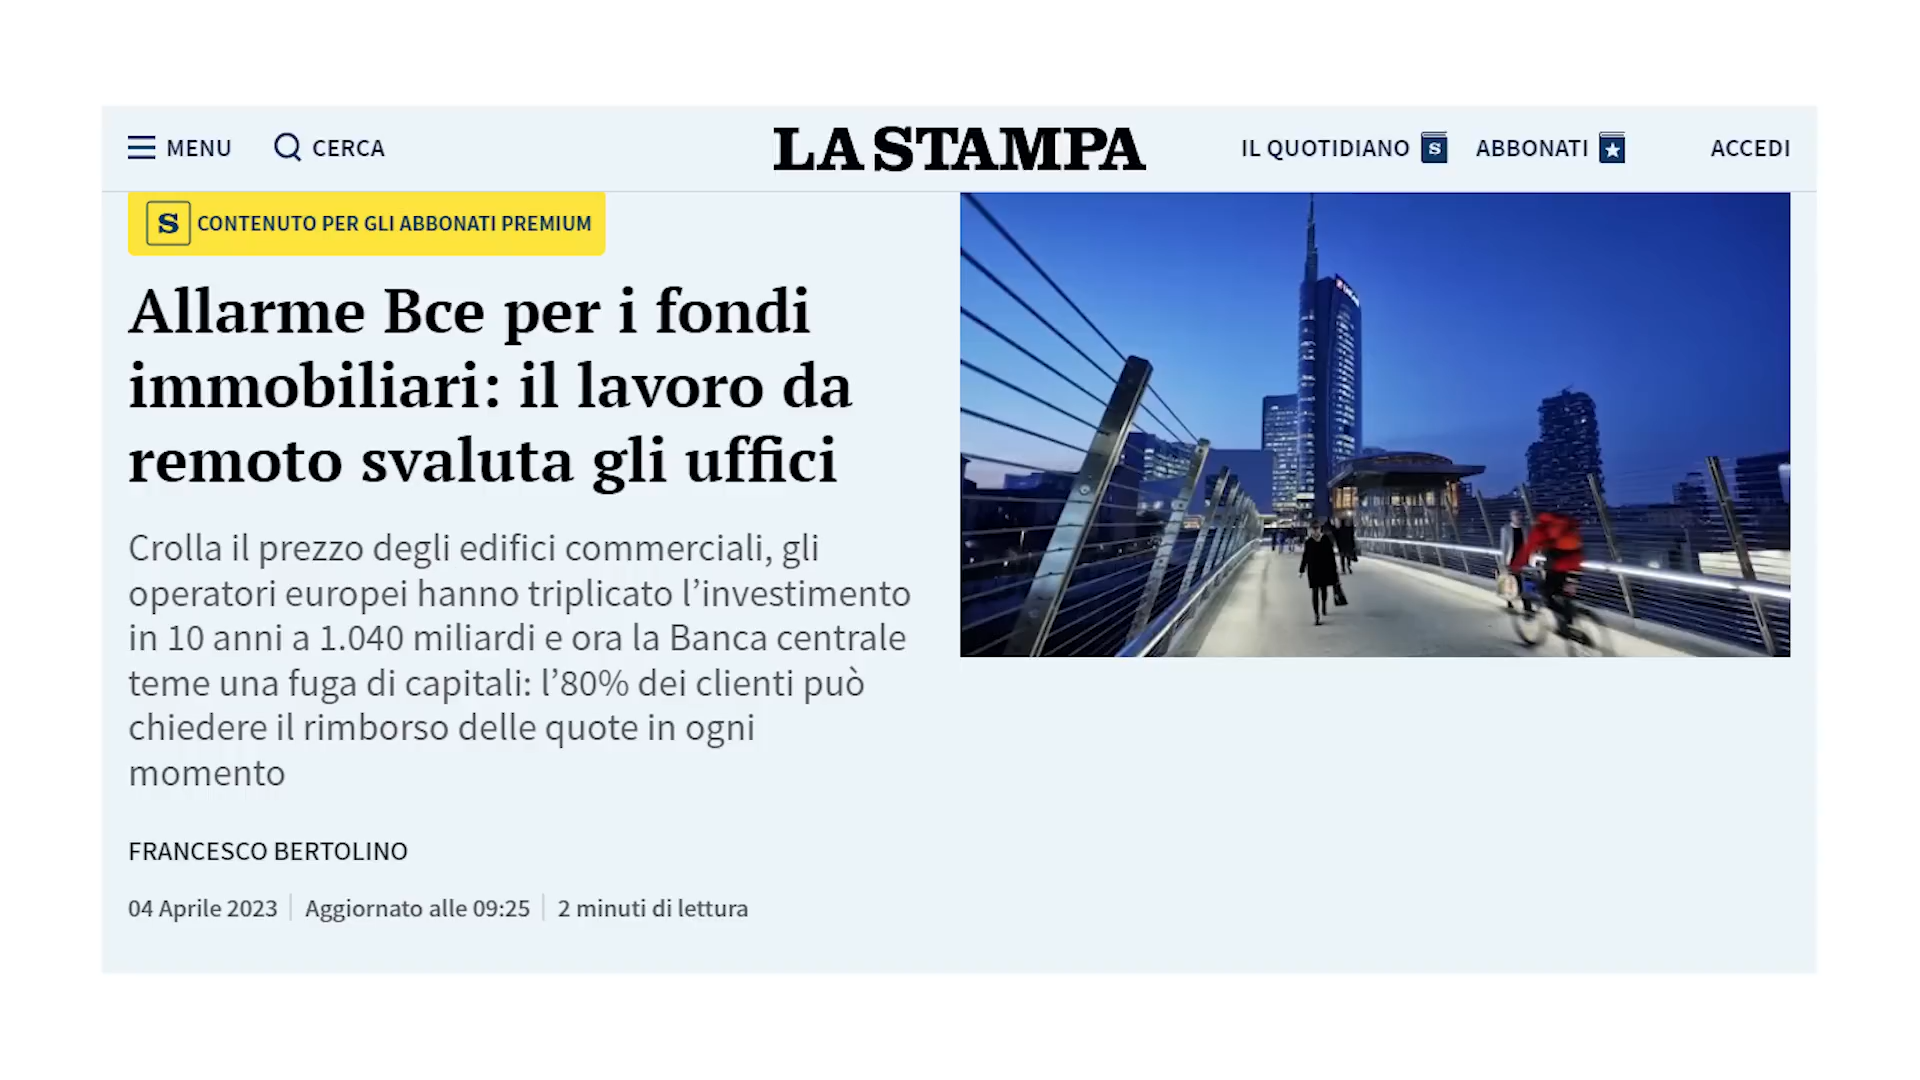 MENU
CERCA
LA STAMPA
IL QUOTIDIANO S
ABBONATI
ACCEDI
S CONTENUTO PER GLI ABBONATI PREMIUM
Allarme Bce per i fondi
immobiliari: il lavoro da
remoto svaluta gli uffici
Crolla il prezzo degli edifici commerciali, gli
operatori europei hanno triplicato l’investimento
in 10 anni a 1.040 miliardi e ora la Banca centrale
teme una fuga di capitali: l’80% dei clienti può
chiedere il rimborso delle quote in ogni
momento
FRANCESCO BERTOLINO
04 Aprile 2023 | Aggiornato alle 09:25 | 2 minuti di lettura